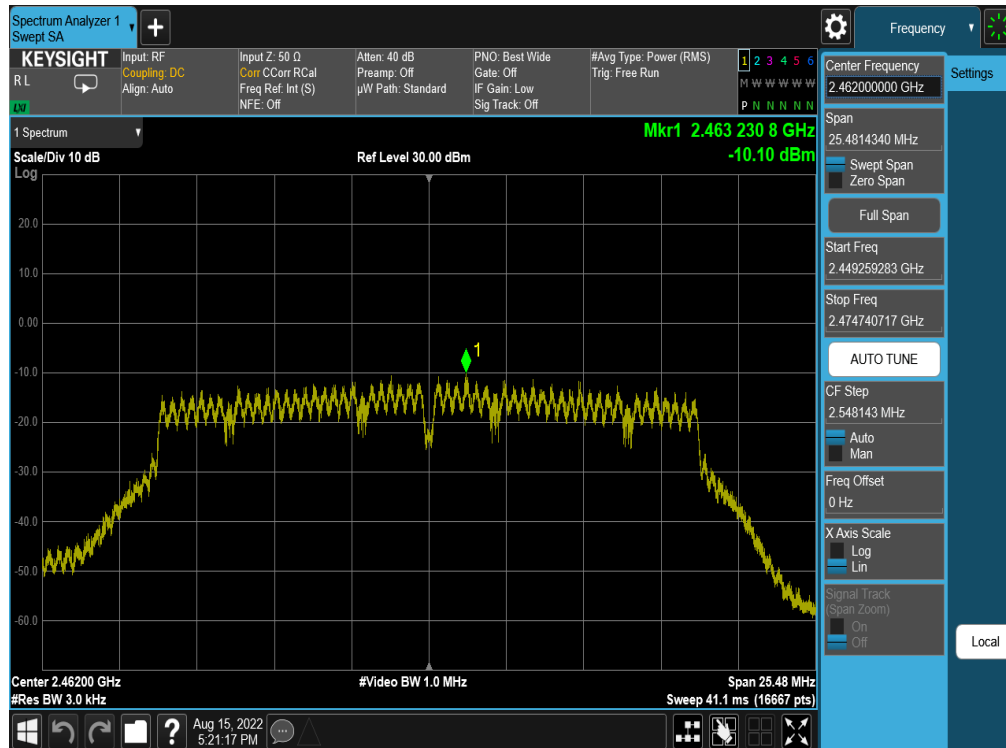 Spectrum Analyzer 1
Swept SA
Frequency
KEYSIGHT
R L
LXI
Input: RF
Coupling: DC
Align: Auto
Input Z: 50 Ω
Corr CCorr RCal
Freq Ref: Int (S)
NFE: Off
Atten: 40 dB
Preamp: Off
µW Path: Standard
PNO: Best Wide
Gate: Off
IF Gain: Low
Sig Track: Off
#Avg Type: Power (RMS)
Trig: Free Run
1 2 3 4 5 6
M W W W W W
P N N N N N
1 Spectrum
Mkr1 2.463 230 8 GHz
-10.10 dBm
Scale/Div 10 dB
Ref Level 30.00 dBm
Log
20.0
10.0
0.00
-10.0
-20.0
-30.0
-40.0
-50.0
-60.0
1
Center 2.46200 GHz
#Res BW 3.0 kHz
#Video BW 1.0 MHz
Span 25.48 MHz
Sweep 41.1 ms (16667 pts)
Aug 15, 2022
5:21:17 PM
Center Frequency
2.462000000 GHz
Span
25.4814340 MHz
Swept Span
Zero Span
Full Span
Start Freq
2.449259283 GHz
Stop Freq
2.474740717 GHz
AUTO TUNE
CF Step
2.548143 MHz
Auto
Man
Freq Offset
0 Hz
X Axis Scale
Log
Lin
Signal Track
(Span Zoom)
On
Off
Settings
Local